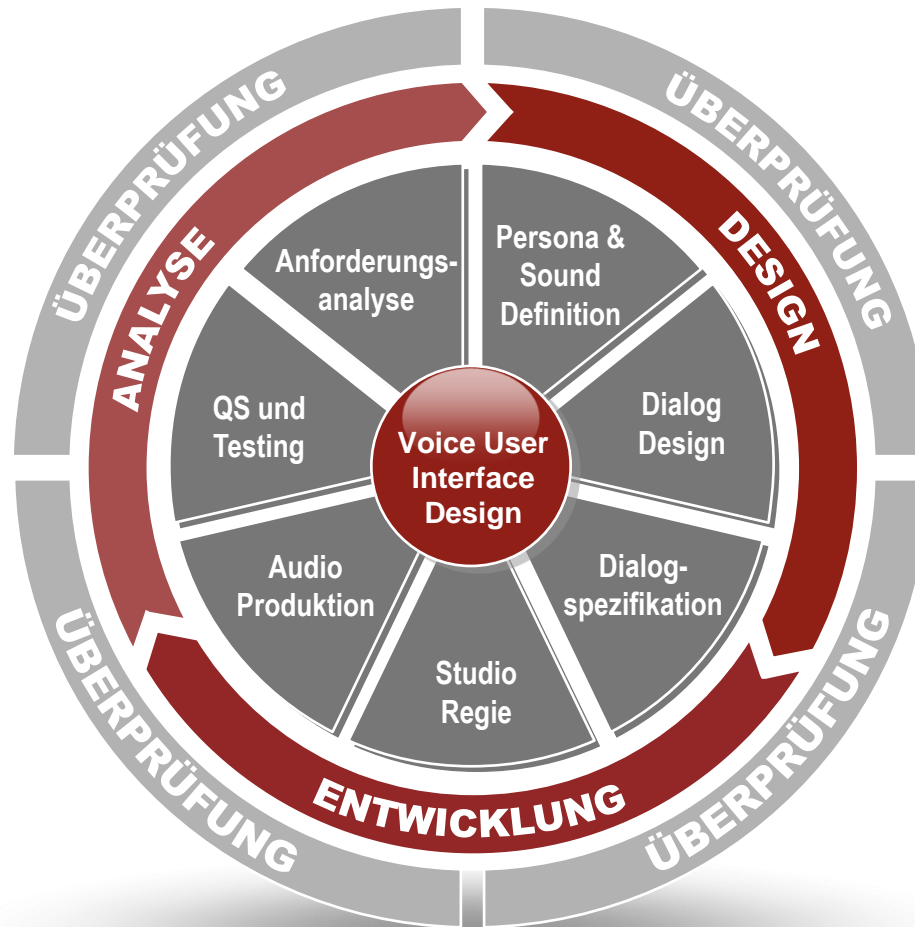 ÜBERPRÜFUNG
ÜBERPRÜFUNG
ANALYSE
DESIGN
Anforderungs-
analyse
Persona &
Sound
Definition
QS und
Testing
Voice User
Interface
Design
Dialog
Design
Audio
Produktion
Dialog-
spezifikation
Studio
Regie
ENTWICKLUNG
ÜBERPRÜFUNG
ÜBERPRÜFUNG